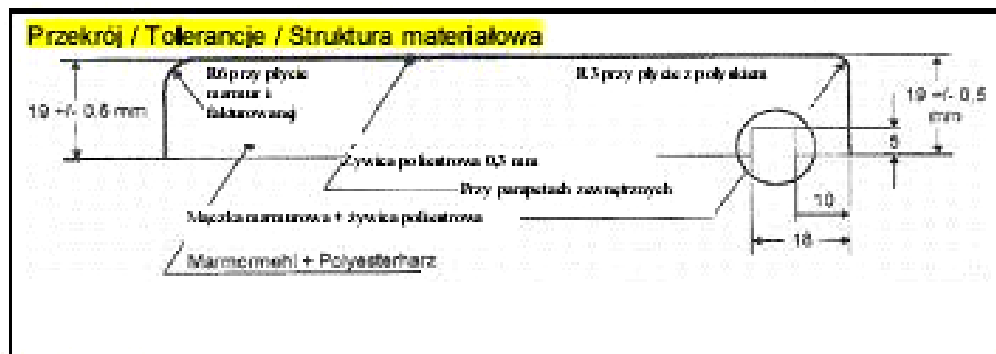 Przekrój / Tolerancje / Struktura materiałowa
R6 przy płycie
marmur i
fakturowanej
R3 przy płycie z połyskiem
19 +/- 0.5 mm
19 +/- 0,5
mm
5
Żywica poliestrowa 0,3 mm
Przy parapetach zewnętrznych
10
Mączka marmurowa + żywica poliestrowa
18
Marmormehl + Polyesterharz